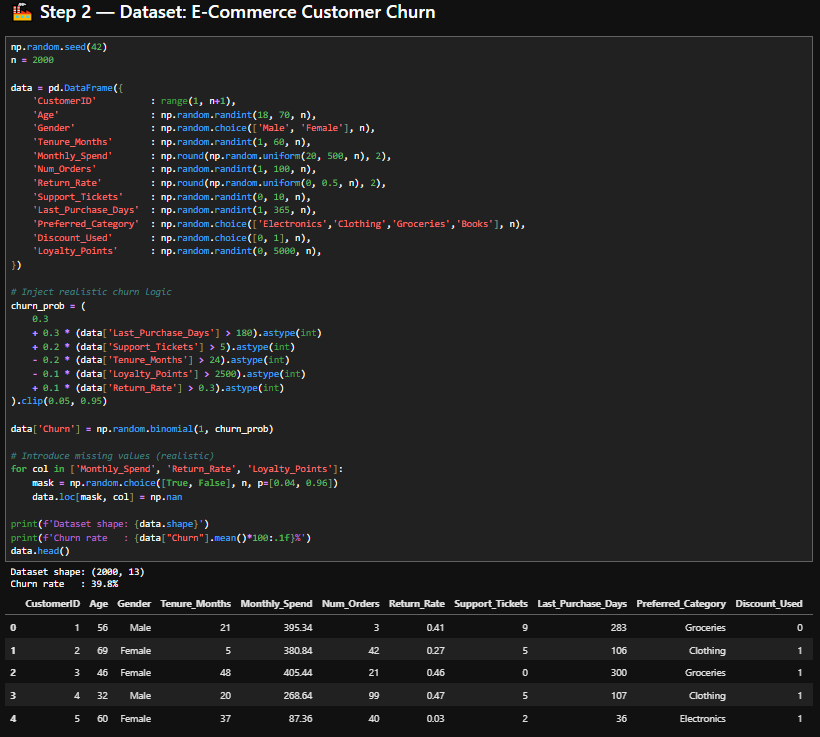 🏭 Step 2 — Dataset: E-Commerce Customer Churn
np.random.seed(42)
n = 2000

data = pd.DataFrame({
    'CustomerID'         : range(1, n+1),
    'Age'                : np.random.randint(18, 70, n),
    'Gender'             : np.random.choice(['Male', 'Female'], n),
    'Tenure_Months'      : np.random.randint(1, 60, n),
    'Monthly_Spend'      : np.round(np.random.uniform(20, 500, n), 2),
    'Num_Orders'         : np.random.randint(1, 100, n),
    'Return_Rate'        : np.round(np.random.uniform(0, 0.5, n), 2),
    'Support_Tickets'    : np.random.randint(0, 10, n),
    'Last_Purchase_Days' : np.random.randint(1, 365, n),
    'Preferred_Category' : np.random.choice(['Electronics','Clothing','Groceries','Books'], n),
    'Discount_Used'      : np.random.choice([0, 1], n),
    'Loyalty_Points'     : np.random.randint(0, 5000, n),
})

# Inject realistic churn logic
churn_prob = (
    0.3
    + 0.3 * (data['Last_Purchase_Days'] > 180).astype(int)
    + 0.2 * (data['Support_Tickets'] > 5).astype(int)
    - 0.2 * (data['Tenure_Months'] > 24).astype(int)
    - 0.1 * (data['Loyalty_Points'] > 2500).astype(int)
    + 0.1 * (data['Return_Rate'] > 0.3).astype(int)
).clip(0.05, 0.95)

data['Churn'] = np.random.binomial(1, churn_prob)

# Introduce missing values (realistic)
for col in ['Monthly_Spend', 'Return_Rate', 'Loyalty_Points']:
    mask = np.random.choice([True, False], n, p=[0.04, 0.96])
    data.loc[mask, col] = np.nan

print(f'Dataset shape: {data.shape}')
print(f'Churn rate   : {data["Churn"].mean()*100:.1f}%')
data.head()
Dataset shape: (2000, 13)
Churn rate   : 39.8%
CustomerID Age Gender Tenure_Months Monthly_Spend Num_Orders Return_Rate Support_Tickets Last_Purchase_Days Preferred_Category Discount_Used
0 1 56 Male 21 395.34 3 0.41 9 283 Groceries 0
1 2 69 Female 5 380.84 42 0.27 5 106 Clothing 1
2 3 46 Female 48 405.44 21 0.46 0 300 Groceries 1
3 4 32 Male 20 268.64 99 0.47 5 107 Clothing 1
4 5 60 Female 37 87.36 40 0.03 2 36 Electronics 1